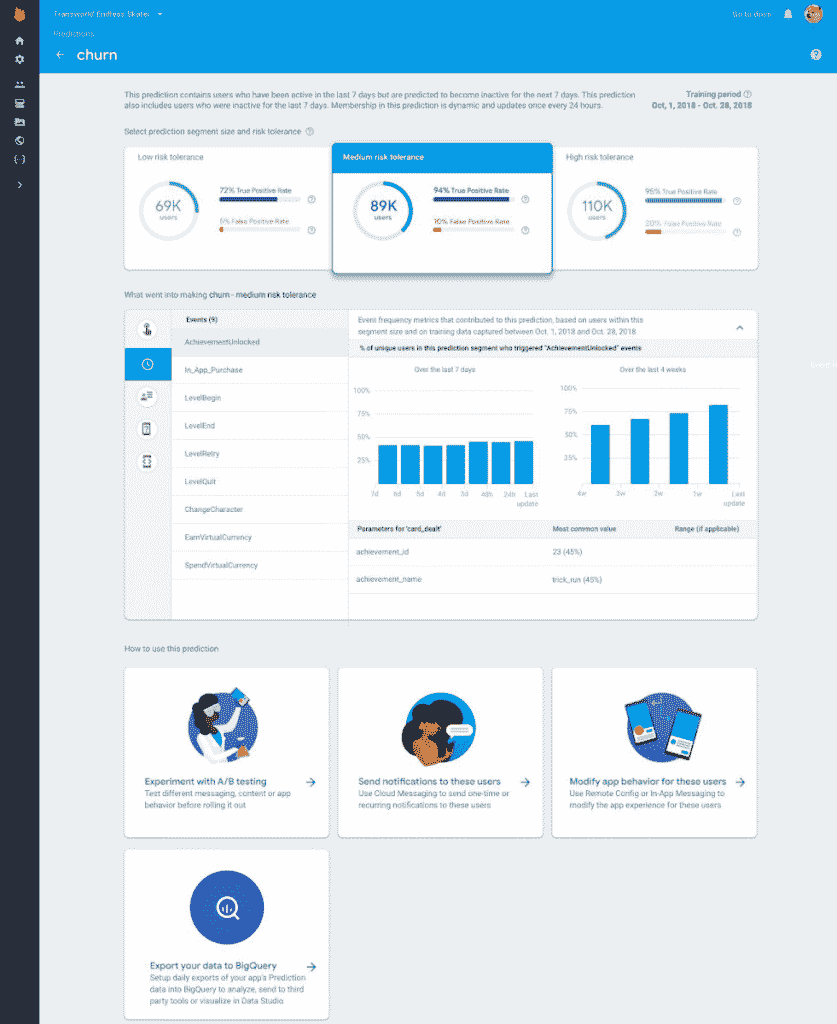 Go to docs
Predictions
churn
This prediction contains users who have been active in the last 7 days but are predicted to become inactive for the next 7 days. This prediction
also includes users who were inactive for the last 7 days. Membership in this prediction is dynamic and updates once every 24 hours.
Training period
Oct, 1, 2018 - Oct. 28, 2018
Select prediction segment size and risk tolerance
Low risk tolerance
69K
users
72% True Positive Rate
False Positive Rate
Medium risk tolerance
89K
users
94% True Positive Rate
10% False Positive Rate
High risk tolerance
110K
users
96% True Positive Rate
20% False Positive Rate
What went into making churn - medium risk tolerance
Events (9)
AchievementUnlocked
In_App_Purchase
LevelBegin
LevelEnd
LevelRetry
LevelQuit
ChangeCharacter
EarnVirtualCurrency
SpendVirtualCurrency
Event frequency metrics that contributed to this prediction, based on users within this
segment size and on training data captured between Oct. 1, 2018 and Oct. 28, 2018
% of unique users in this prediction segment who triggered "AchievementUnlocked" events
Over the last 7 days
100%
75%
50%
25%
7d 6d 5d 4d 3d 48h 24h Last
update
Over the last 4 weeks
100%
75%
50%
25%
4w 3w 2w 1w Last
update
Parameters for 'card_dealt' Most common value Range (if applicable)
achievement_id 23 (45%)
achievement_name trick_run (45%)
How to use this prediction
Experiment with A/B testing
Test different messaging, content or app
behavior before rolling it out
Send notifications to these users
Use Cloud Messaging to send one-time or
recurring notifications to these users
Modify app behavior for these users
Use Remote Config or In-App Messaging to
modify the app experience for these users
Export your data to BigQuery
Setup daily exports of your app's Prediction
data into BigQuery to analyze, send to third
party tools or visualize in Data Studio